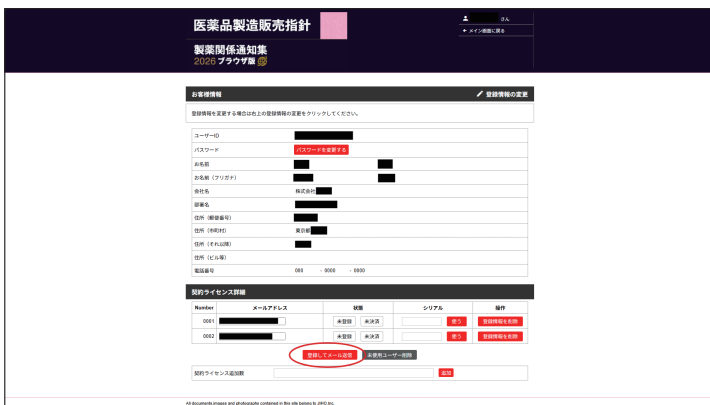 医薬品製造販売指針
さん
← メイン画面に戻る
製薬関係通知集
2026 ブラウザ版
お客様情報 登録情報の変更
登録情報を変更する場合は右上の登録情報の変更をクリックしてください。
ユーザーID
パスワード パスワードを変更する
お名前
お名前（フリガナ）
会社名 株式会社
部署名
住所（郵便番号）
住所（市町村） 東京都
住所（それ以降）
住所（ビル等）
電話番号 000 - 0000 - 0000
契約ライセンス詳細
Number メールアドレス 状態 シリアル 操作
0001 未登録 未決済 使う 登録情報を削除
0002 未登録 未決済 使う 登録情報を削除
登録してメール送信 未使用ユーザー削除
契約ライセンス追加数 追加
All documents,images and photographs contained in this site belong to JIHO,Inc.